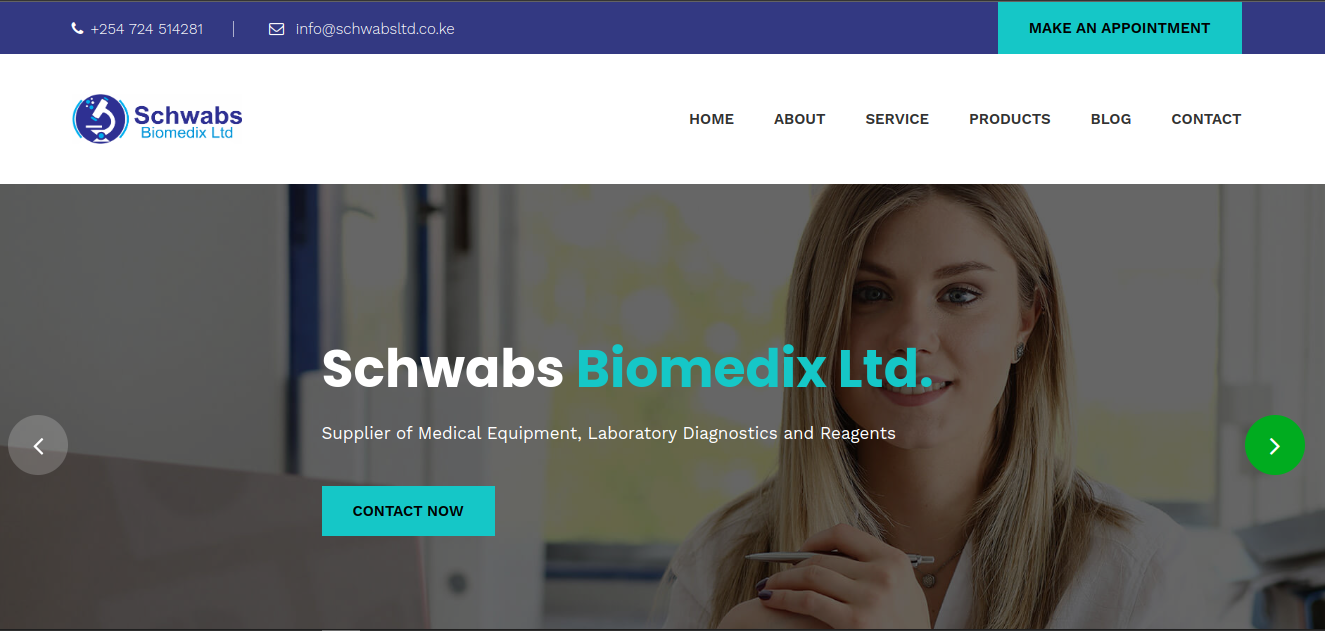 +254 724 514281
info@schwabsltd.co.ke
MAKE AN APPOINTMENT
Schwabs
Biomedix Ltd
HOME ABOUT SERVICE PRODUCTS BLOG CONTACT
Schwabs Biomedix Ltd.
Supplier of Medical Equipment, Laboratory Diagnostics and Reagents
CONTACT NOW